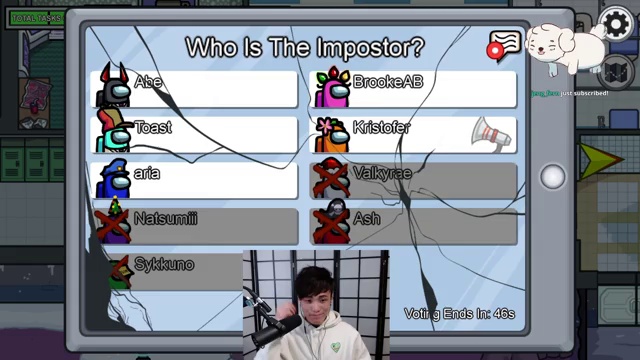 TOTAL TASKS
Who Is The Impostor?
Abe
BrookeAB
Toast
Kristofer
aria
Valkyrae
Natsumiii
Ash
Sykkuno
just subscribed!
Voting Ends In: 46s